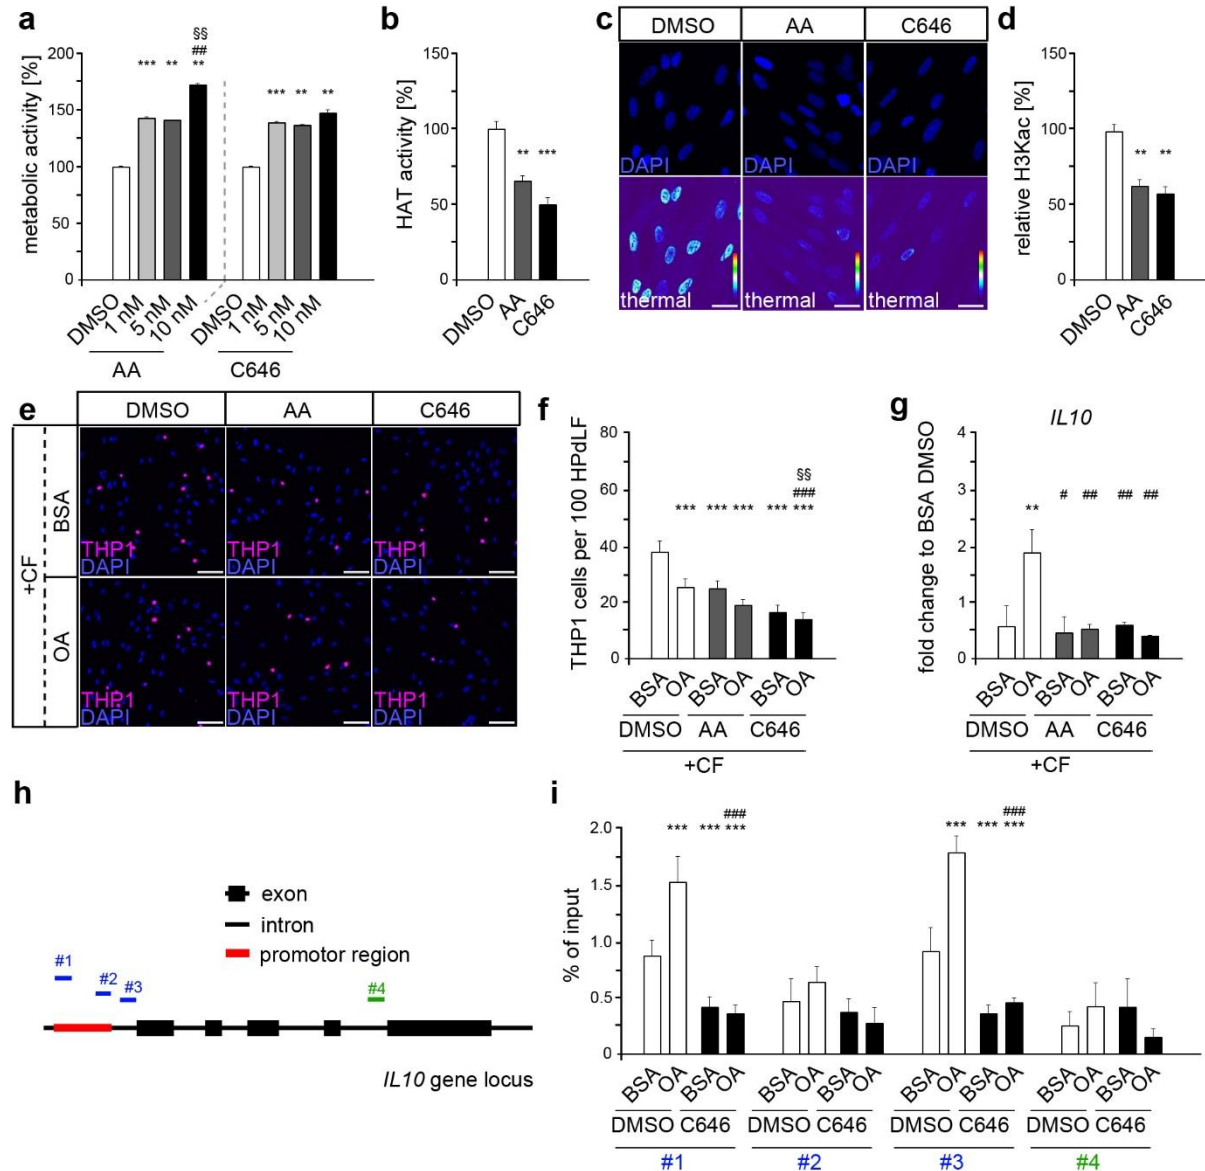 a
metabolic activity [%]
200
150
100
50
0
*** ** ** ## §§
*** ** **
DMSO 1 nM 5 nM 10 nM DMSO 1 nM 5 nM 10 nM
AA C646
b
HAT activity [%]
150
100
50
0
** ***
DMSO AA C646
c
DMSO AA C646
DAPI DAPI DAPI
thermal thermal thermal
d
relative H3Kac [%]
150
100
50
0
** **
DMSO AA C646
e
DMSO AA C646
+CF
BSA
THP1 THP1 THP1
DAPI DAPI DAPI
OA
THP1 THP1 THP1
DAPI DAPI DAPI
f
THP1 cells per 100 HPdLF
80
60
40
20
0
§§
###
*** *** *** *** ***
BSA OA BSA OA BSA OA
DMSO AA C646
+CF
g
IL10
fold change to BSA DMSO
4
3
2
1
0
** # ## ## ##
BSA OA BSA OA BSA OA
DMSO AA C646
+CF
h
exon
intron
promotor region
#1
#2
#3
#4
IL10 gene locus
i
% of input
2.0
1.5
1.0
0.5
0
### ###
*** *** *** *** *** ***
BSA OA BSA OA BSA OA BSA OA BSA OA BSA OA BSA OA BSA OA
DMSO C646 DMSO C646 DMSO C646 DMSO C646
#1 #2 #3 #4